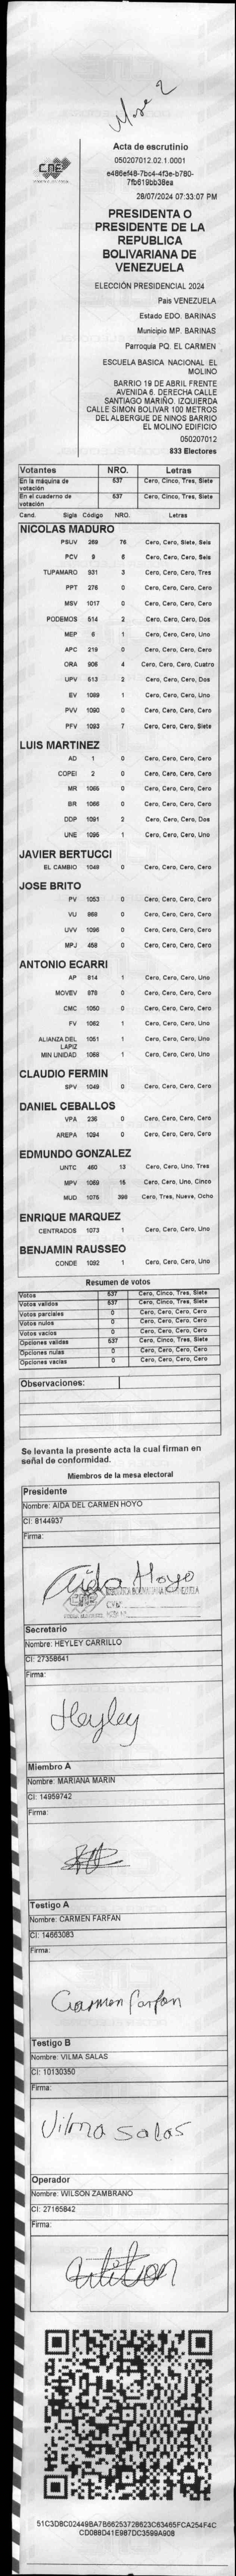 Mesa 2
CNE
Acta de escrutinio
050207012.02.1.0001
e486ef48-7bc4-4f3e-b780-
7fb619bb38ea
28/07/2024 07:33:07 PM
PRESIDENTA O
PRESIDENTE DE LA
REPUBLICA
BOLIVARIANA DE
VENEZUELA
ELECCIÓN PRESIDENCIAL 2024
Pais VENEZUELA
Estado EDO. BARINAS
Municipio MP. BARINAS
Parroquia PQ. EL CARMEN
ESCUELA BASICA NACIONAL EL
MOLINO
BARRIO 19 DE ABRIL FRENTE
AVENIDA 6. DERECHA CALLE
SANTIAGO MARIÑO. IZQUIERDA
CALLE SIMON BOLIVAR 100 METROS
DEL ALBERGUE DE NINOS BARRIO
EL MOLINO EDIFICIO
050207012
833 Electores
Votantes NRO. Letras
En la máquina de votación 537 Cero, Cinco, Tres, Siete
En el cuaderno de votación 537 Cero, Cinco, Tres, Siete
Cand. Sigla Código NRO. Letras
NICOLAS MADURO
PSUV 269 76 Cero, Cero, Siete, Seis
PCV 9 6 Cero, Cero, Cero, Seis
TUPAMARO 931 3 Cero, Cero, Cero, Tres
PPT 276 0 Cero, Cero, Cero, Cero
MSV 1017 0 Cero, Cero, Cero, Cero
PODEMOS 514 2 Cero, Cero, Cero, Dos
MEP 6 1 Cero, Cero, Cero, Uno
APC 219 0 Cero, Cero, Cero, Cero
ORA 906 4 Cero, Cero, Cero, Cuatro
UPV 613 2 Cero, Cero, Cero, Dos
EV 1089 1 Cero, Cero, Cero, Uno
PVV 1090 0 Cero, Cero, Cero, Cero
PFV 1093 7 Cero, Cero, Cero, Siete
LUIS MARTINEZ
AD 1 0 Cero, Cero, Cero, Cero
COPEI 2 0 Cero, Cero, Cero, Cero
MR 1065 0 Cero, Cero, Cero, Cero
BR 1066 0 Cero, Cero, Cero, Cero
DDP 1091 2 Cero, Cero, Cero, Dos
UNE 1095 1 Cero, Cero, Cero, Uno
JAVIER BERTUCCI
EL CAMBIO 1048 0 Cero, Cero, Cero, Cero
JOSE BRITO
PV 1053 0 Cero, Cero, Cero, Cero
VU 868 0 Cero, Cero, Cero, Cero
UVV 1096 0 Cero, Cero, Cero, Cero
MPJ 458 0 Cero, Cero, Cero, Cero
ANTONIO ECARRI
AP 814 1 Cero, Cero, Cero, Uno
MOVEV 978 0 Cero, Cero, Cero, Cero
CMC 1050 0 Cero, Cero, Cero, Cero
FV 1062 1 Cero, Cero, Cero, Uno
ALIANZA DEL LAPIZ 1051 1 Cero, Cero, Cero, Uno
MIN UNIDAD 1068 1 Cero, Cero, Cero, Uno
CLAUDIO FERMIN
SPV 1049 0 Cero, Cero, Cero, Cero
DANIEL CEBALLOS
VPA 236 0 Cero, Cero, Cero, Cero
AREPA 1094 0 Cero, Cero, Cero, Cero
EDMUNDO GONZALEZ
UNTC 460 13 Cero, Cero, Uno, Tres
MPV 1069 15 Cero, Cero, Uno, Cinco
MUD 1075 398 Cero, Tres, Nueve, Ocho
ENRIQUE MARQUEZ
CENTRADOS 1073 1 Cero, Cero, Cero, Uno
BENJAMIN RAUSSEO
CONDE 1092 1 Cero, Cero, Cero, Uno
Resumen de votos
Votos 537 Cero, Cinco, Tres, Siete
Votos validos 537 Cero, Cinco, Tres, Siete
Votos parciales 0 Cero, Cero, Cero, Cero
Votos nulos 0 Cero, Cero, Cero, Cero
Votos vacios 0 Cero, Cero, Cero, Cero
Opciones validas 537 Cero, Cinco, Tres, Siete
Opciones nulas 0 Cero, Cero, Cero, Cero
Opciones vacias 0 Cero, Cero, Cero, Cero
Observaciones:
Se levanta la presente acta la cual firman en
señal de conformidad.
Miembros de la mesa electoral
Presidente
Nombre: AIDA DEL CARMEN HOYO
CI: 8144937
Firma:
Aida Hoyo
Secretario
Nombre: HEYLEY CARRILLO
CI: 27358641
Firma:
Heyley
Miembro A
Nombre: MARIANA MARIN
CI: 14959742
Firma:
Testigo A
Nombre: CARMEN FARFAN
CI: 14663083
Firma:
Carmen Farfan
Testigo B
Nombre: VILMA SALAS
CI: 10130350
Firma:
Vilma Salas
Operador
Nombre: WILSON ZAMBRANO
CI: 27165842
Firma:
51C3D8C02449BA7B66253728623C63465FCA254F4C
CD088D41E987DC3599A908